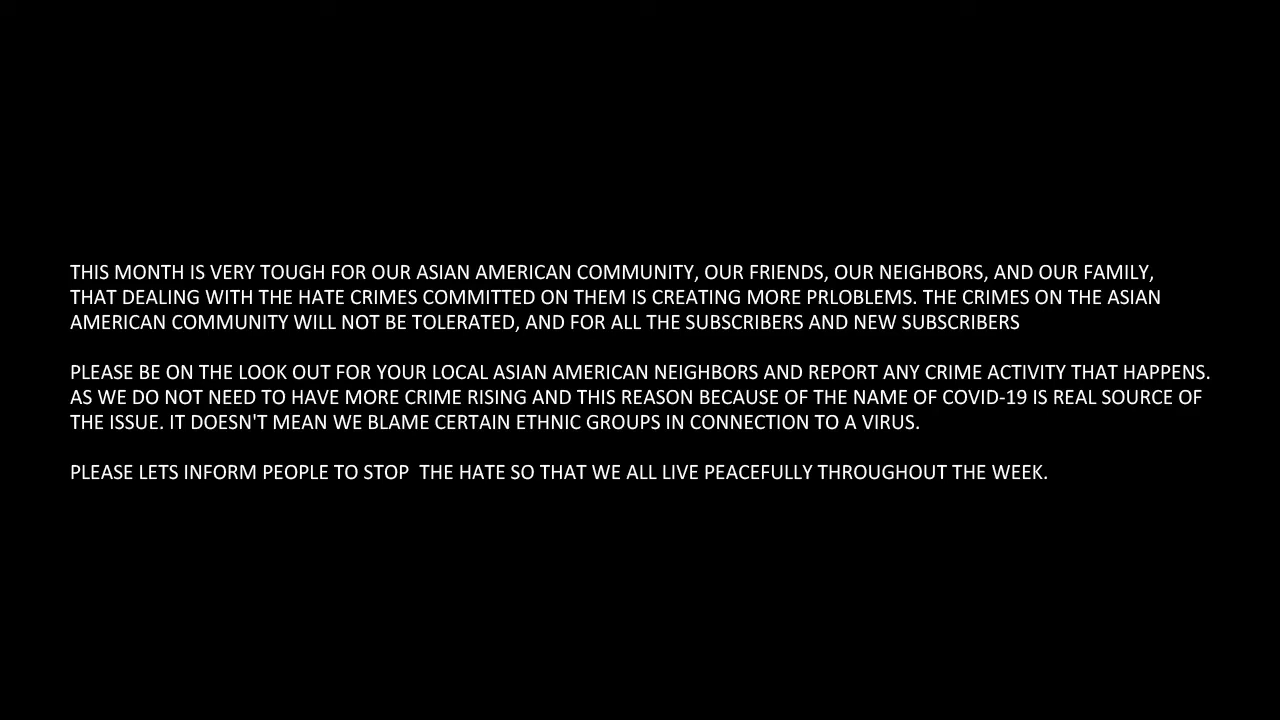 THIS MONTH IS VERY TOUGH FOR OUR ASIAN AMERICAN COMMUNITY, OUR FRIENDS, OUR NEIGHBORS, AND OUR FAMILY,
THAT DEALING WITH THE HATE CRIMES COMMITTED ON THEM IS CREATING MORE PRLOBLEMS. THE CRIMES ON THE ASIAN
AMERICAN COMMUNITY WILL NOT BE TOLERATED, AND FOR ALL THE SUBSCRIBERS AND NEW SUBSCRIBERS
PLEASE BE ON THE LOOK OUT FOR YOUR LOCAL ASIAN AMERICAN NEIGHBORS AND REPORT ANY CRIME ACTIVITY THAT HAPPENS.
AS WE DO NOT NEED TO HAVE MORE CRIME RISING AND THIS REASON BECAUSE OF THE NAME OF COVID-19 IS REAL SOURCE OF
THE ISSUE. IT DOESN'T MEAN WE BLAME CERTAIN ETHNIC GROUPS IN CONNECTION TO A VIRUS.
PLEASE LETS INFORM PEOPLE TO STOP  THE HATE SO THAT WE ALL LIVE PEACEFULLY THROUGHOUT THE WEEK.